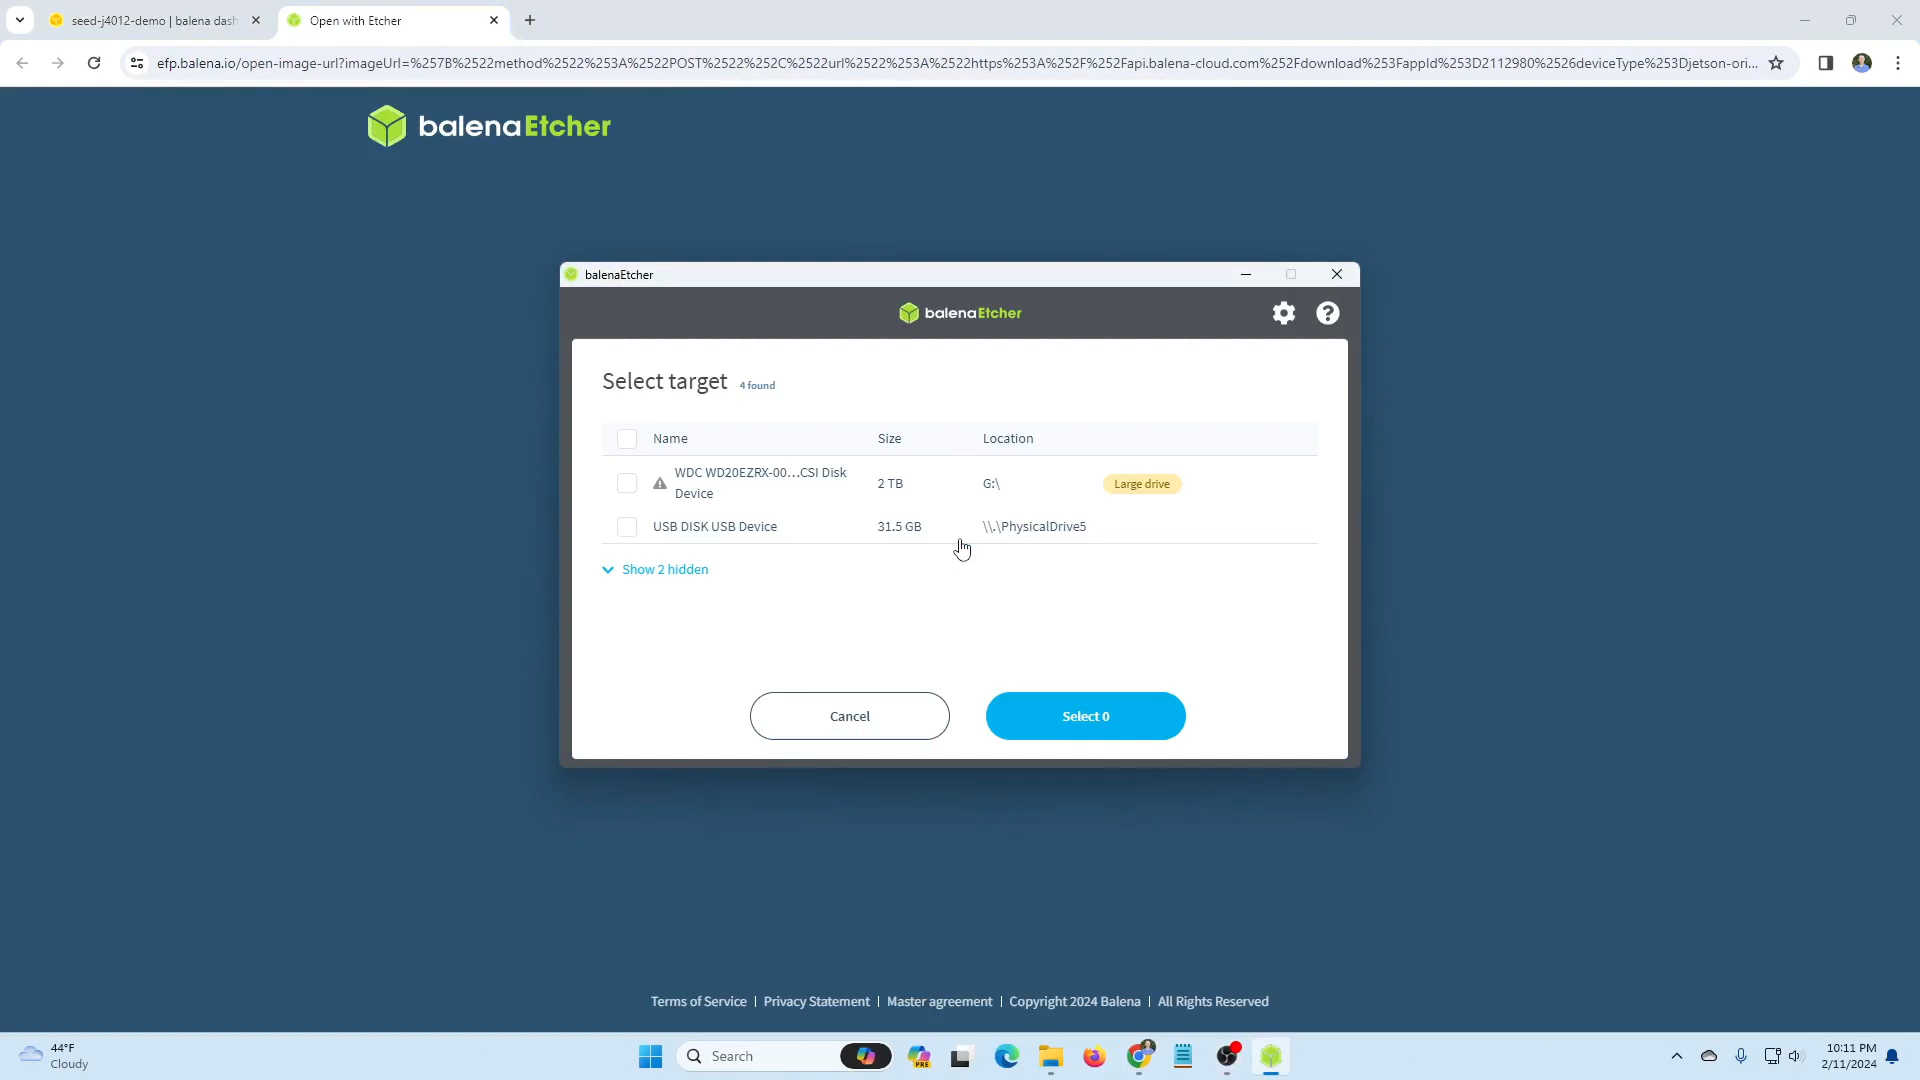 seed-j4012-demo | balena dash
Open with Etcher
efp.balena.io/open-image-url?imageUrl=%257B%2522method%2522%253A%2522POST%2522%252C%2522url%2522%253A%2522https%253A%252F%252Fapi.balena-cloud.com%252Fdownload%253FappId%253D2112980%2526deviceType%253Djetson-ori...
balenaEtcher
balenaEtcher
balenaEtcher
Select target 4 found
Name Size Location
WDC WD20EZRX-00...CSI Disk
Device
2 TB G:\ Large drive
USB DISK USB Device 31.5 GB \\.\PhysicalDrive5
Show 2 hidden
Cancel Select 0
Terms of Service | Privacy Statement | Master agreement | Copyright 2024 Balena | All Rights Reserved
44°F
Cloudy
Search
PRE
10:11 PM
2/11/2024